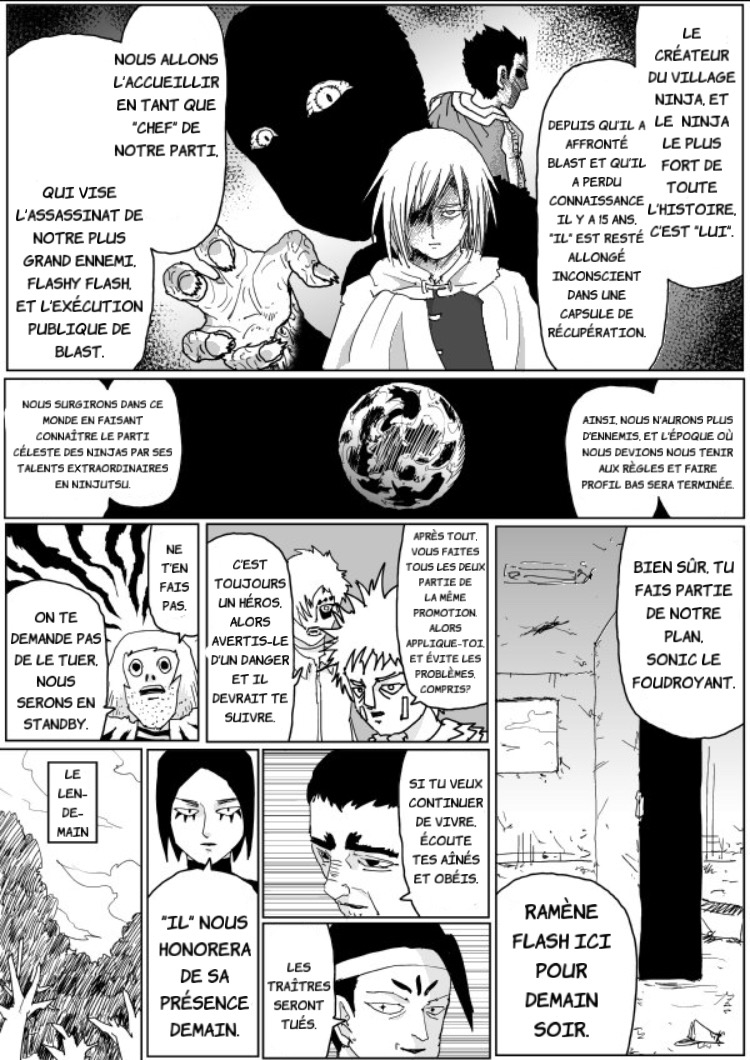 LE
CRÉATEUR
DU VILLAGE
NINJA, ET
LE NINJA
LE PLUS
FORT DE
TOUTE
L'HISTOIRE,
C'EST "LUI".
DEPUIS QU'IL A
AFFRONTÉ
BLAST ET QU'IL
A PERDU
CONNAISSANCE
IL Y A 15 ANS,
"IL" EST RESTÉ
ALLONGÉ
INCONSCIENT
DANS UNE
CAPSULE DE
RÉCUPÉRATION.
NOUS ALLONS
L'ACCUEILLIR
EN TANT QUE
"CHEF" DE
NOTRE PARTI,
QUI VISE
L'ASSASSINAT DE
NOTRE PLUS
GRAND ENNEMI,
FLASHY FLASH,
ET L'EXÉCUTION
PUBLIQUE DE
BLAST.
AINSI, NOUS N'AURONS PLUS
D'ENNEMIS, ET L'ÉPOQUE OÙ
NOUS DEVIONS NOUS TENIR
AUX RÈGLES ET FAIRE
PROFIL BAS SERA TERMINÉE.
NOUS SURGIRONS DANS CE
MONDE EN FAISANT
CONNAÎTRE LE PARTI
CÉLESTE DES NINJAS PAR SES
TALENTS EXTRAORDINAIRES
EN NINJUTSU.
BIEN SÛR, TU
FAIS PARTIE
DE NOTRE
PLAN,
SONIC LE
FOUDROYANT.
RAMÈNE
FLASH ICI
POUR
DEMAIN
SOIR.
APRÈS TOUT,
VOUS FAITES
TOUS LES DEUX
PARTIE DE
LA MÊME
PROMOTION,
ALORS
APPLIQUE-TOI,
ET ÉVITE LES
PROBLÈMES,
COMPRIS?
C'EST
TOUJOURS
UN HÉROS,
ALORS
AVERTIS-LE
D'UN DANGER
ET IL
DEVRAIT TE
SUIVRE.
NE
T'EN
FAIS
PAS.
ON TE
DEMANDE PAS
DE LE TUER,
NOUS
SERONS EN
STANDBY.
SI TU VEUX
CONTINUER
DE VIVRE,
ÉCOUTE
TES AÎNÉS
ET OBÉIS.
LES
TRAÎTRES
SERONT
TUÉS.
"IL" NOUS
HONORERA
DE SA
PRÉSENCE
DEMAIN.
LE
LEN-
DE-
MAIN